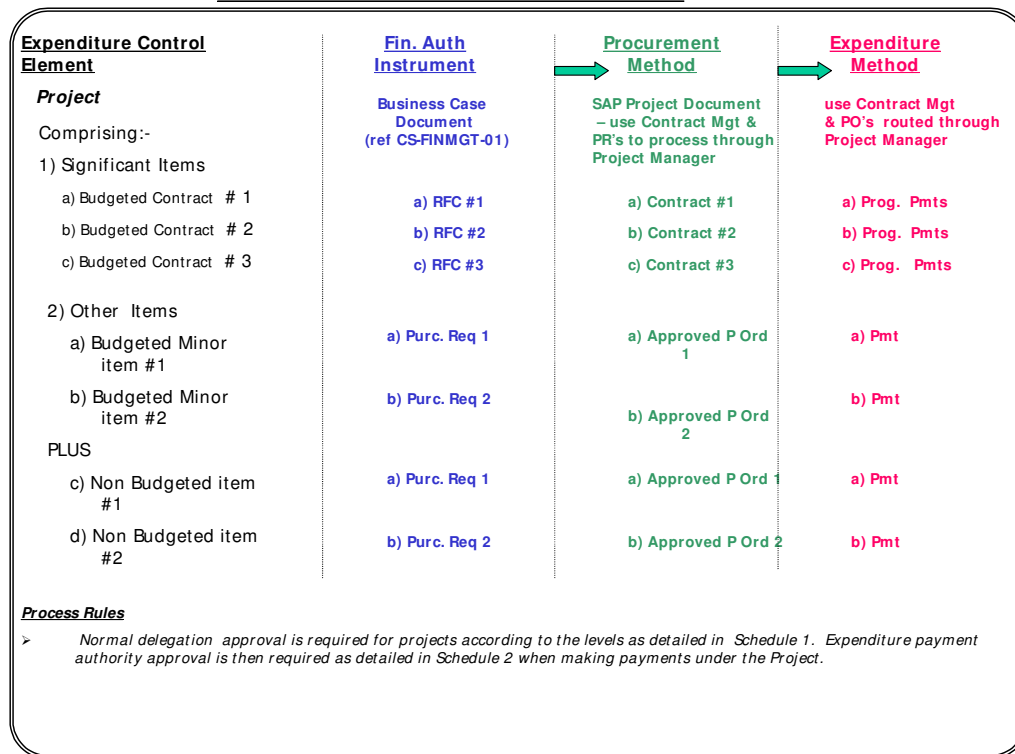 Expenditure Control
Element
Fin. Auth
Instrument
Procurement
Method
Expenditure
Method
Project
Comprising:-
Business Case
Document
(ref CS-FINMGT-01)
SAP Project Document
– use Contract Mgt &
PR's to process through
Project Manager
use Contract Mgt
& PO's routed through
Project Manager
1) Significant Items
a) Budgeted Contract # 1
a) RFC #1
a) Contract #1
a) Prog. Pmts
b) Budgeted Contract # 2
b) RFC #2
b) Contract #2
b) Prog. Pmts
c) Budgeted Contract # 3
c) RFC #3
c) Contract #3
c) Prog. Pmts
2) Other Items
a) Budgeted Minor
item #1
a) Purc. Req 1
a) Approved P Ord
1
a) Pmt
b) Budgeted Minor
item #2
b) Purc. Req 2
b) Approved P Ord
2
b) Pmt
PLUS
c) Non Budgeted item
#1
a) Purc. Req 1
a) Approved P Ord 1
a) Pmt
d) Non Budgeted item
#2
b) Purc. Req 2
b) Approved P Ord 2
b) Pmt
Process Rules
➢ Normal delegation approval is required for projects according to the levels as detailed in Schedule 1. Expenditure payment
authority approval is then required as detailed in Schedule 2 when making payments under the Project.